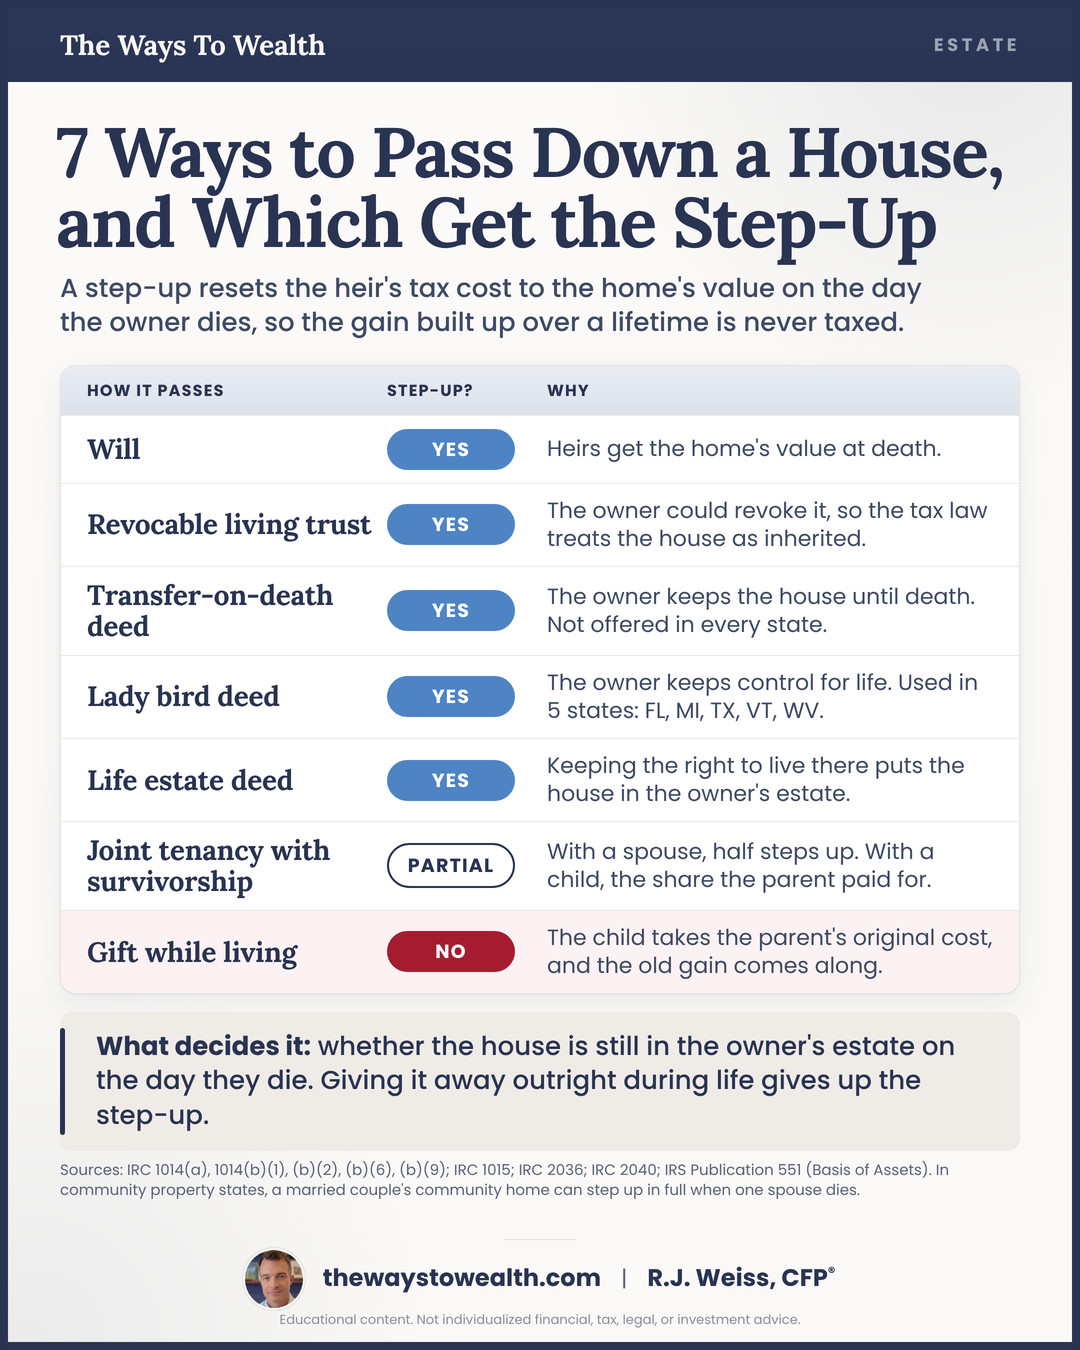 The Ways To Wealth
ESTATE
7 Ways to Pass Down a House,
and Which Get the Step-Up
A step-up resets the heir's tax cost to the home's value on the day
the owner dies, so the gain built up over a lifetime is never taxed.
HOW IT PASSES STEP-UP? WHY
Will YES Heirs get the home's value at death.
Revocable living trust YES The owner could revoke it, so the tax law
treats the house as inherited.
Transfer-on-death
deed
YES
The owner keeps the house until death.
Not offered in every state.
Lady bird deed YES The owner keeps control for life. Used in
5 states: FL, MI, TX, VT, WV.
Life estate deed YES Keeping the right to live there puts the
house in the owner's estate.
Joint tenancy with
survivorship
PARTIAL
With a spouse, half steps up. With a
child, the share the parent paid for.
Gift while living NO The child takes the parent's original cost,
and the old gain comes along.
What decides it: whether the house is still in the owner's estate on
the day they die. Giving it away outright during life gives up the
step-up.
Sources: IRC 1014(a), 1014(b)(1), (b)(2), (b)(6), (b)(9); IRC 1015; IRC 2036; IRC 2040; IRS Publication 551 (Basis of Assets). In
community property states, a married couple's community home can step up in full when one spouse dies.
thewaystowealth.com | R.J. Weiss, CFP®
Educational content. Not individualized financial, tax, legal, or investment advice.